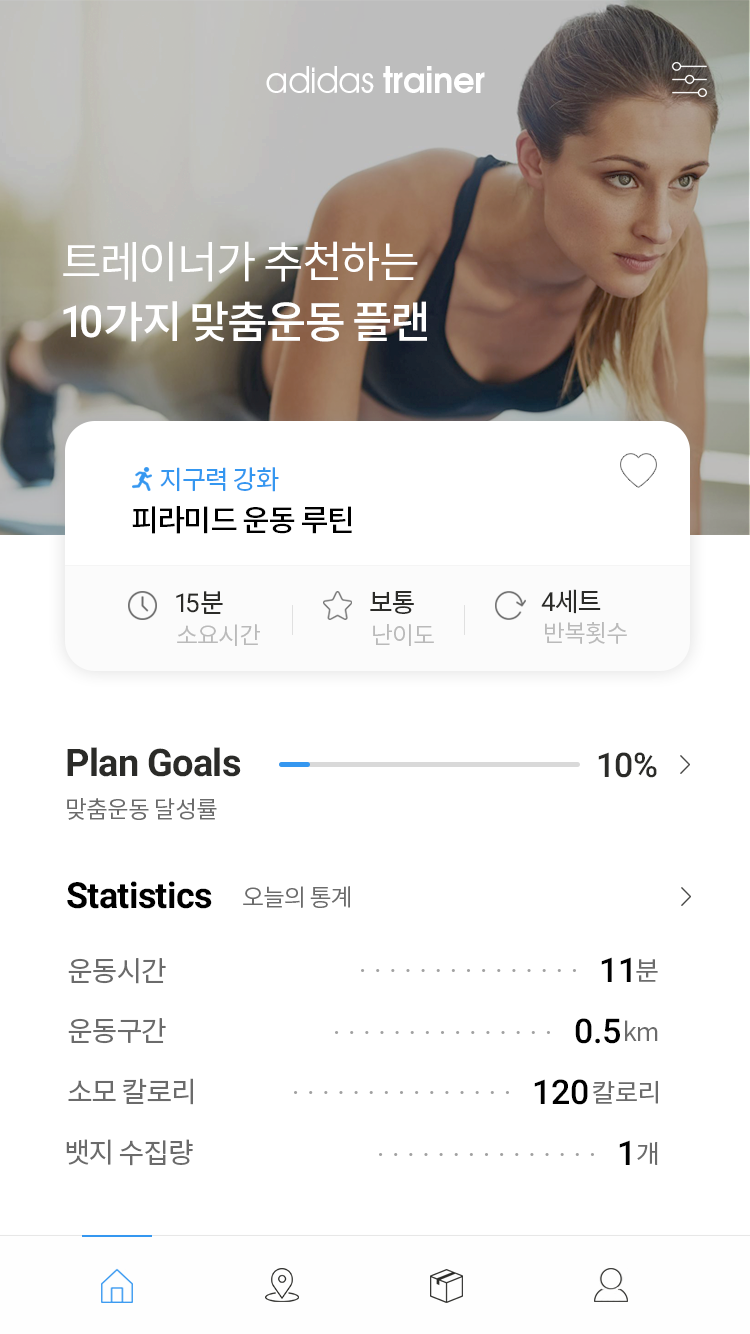 adidas trainer
트레이너가 추천하는
10가지 맞춤운동 플랜
지구력 강화
피라미드 운동 루틴
15분
소요시간
보통
난이도
4세트
반복횟수
Plan Goals
10%
맞춤운동 달성률
Statistics 오늘의 통계
운동시간 · · · · · · · · · · · · · · · 11분
운동구간 · · · · · · · · · · · · · · · 0.5km
소모 칼로리 · · · · · · · · · · · · · · · 120칼로리
뱃지 수집량 · · · · · · · · · · · · · · · 1개